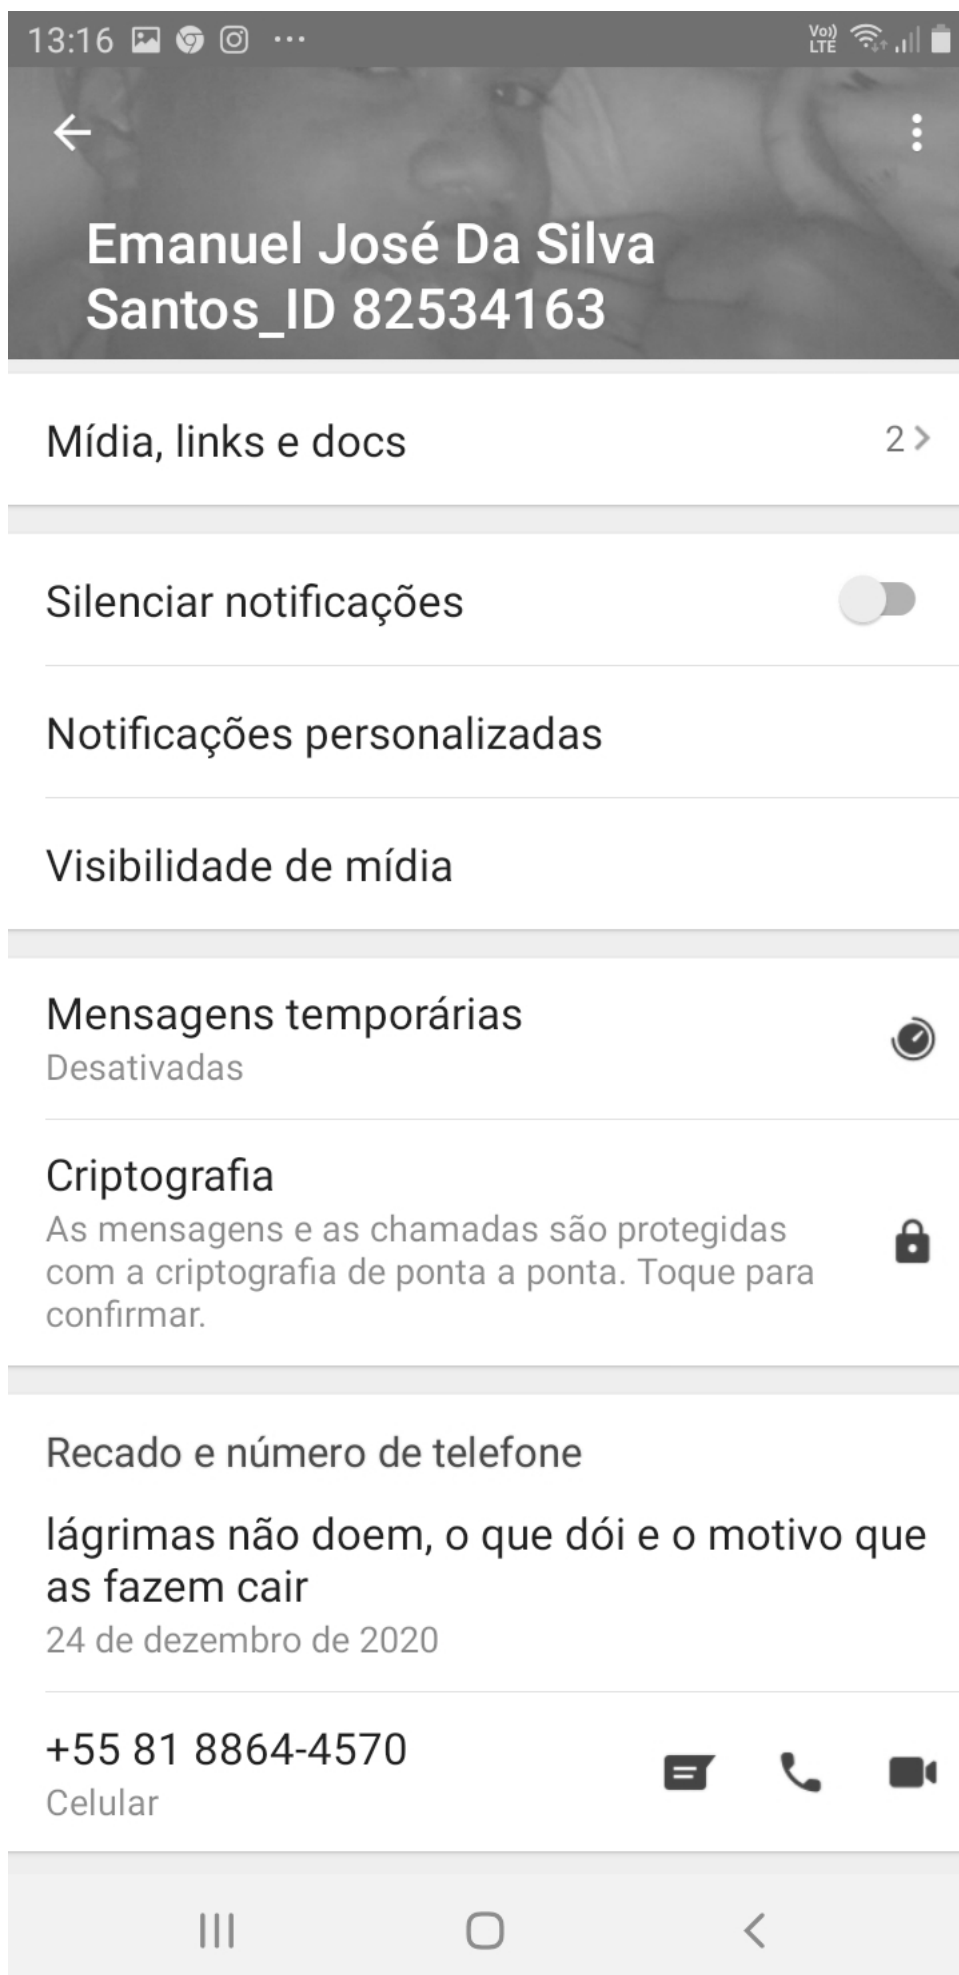 13:16
Vo)) LTE
Emanuel José Da Silva
Santos_ID 82534163
Mídia, links e docs 2
Silenciar notificações
Notificações personalizadas
Visibilidade de mídia
Mensagens temporárias
Desativadas
Criptografia
As mensagens e as chamadas são protegidas
com a criptografia de ponta a ponta. Toque para
confirmar.
Recado e número de telefone
lágrimas não doem, o que dói e o motivo que
as fazem cair
24 de dezembro de 2020
+55 81 8864-4570
Celular